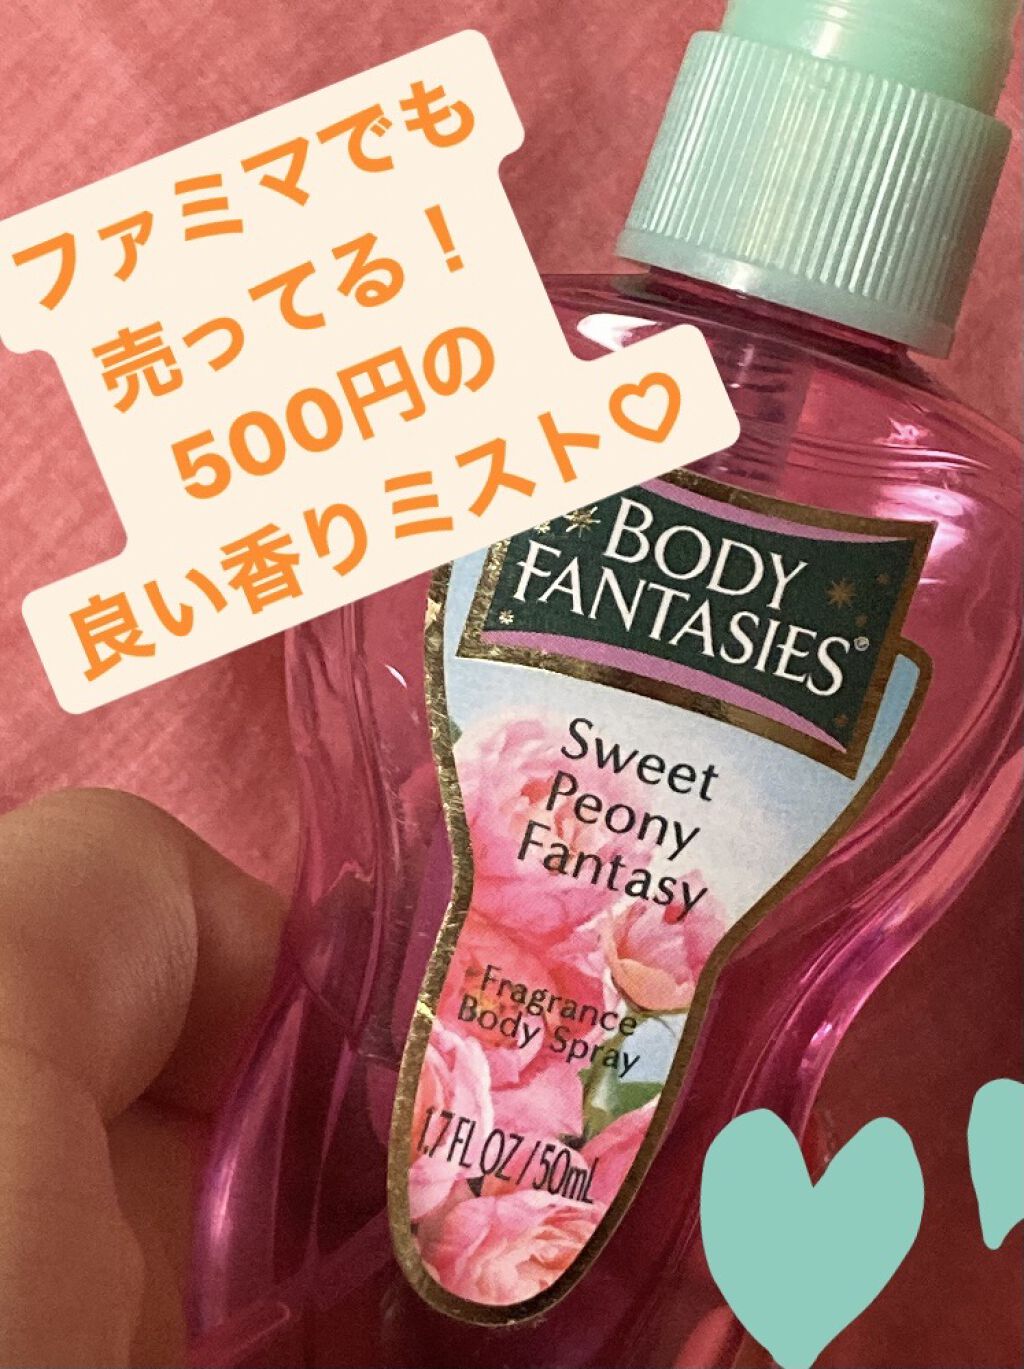 ファミマでも
売ってる！
500円の
良い香りミスト♡
BODY
FANTASIES®
Sweet
Peony
Fantasy
Fragrance
Body Spray
1.7 FL OZ / 50mL